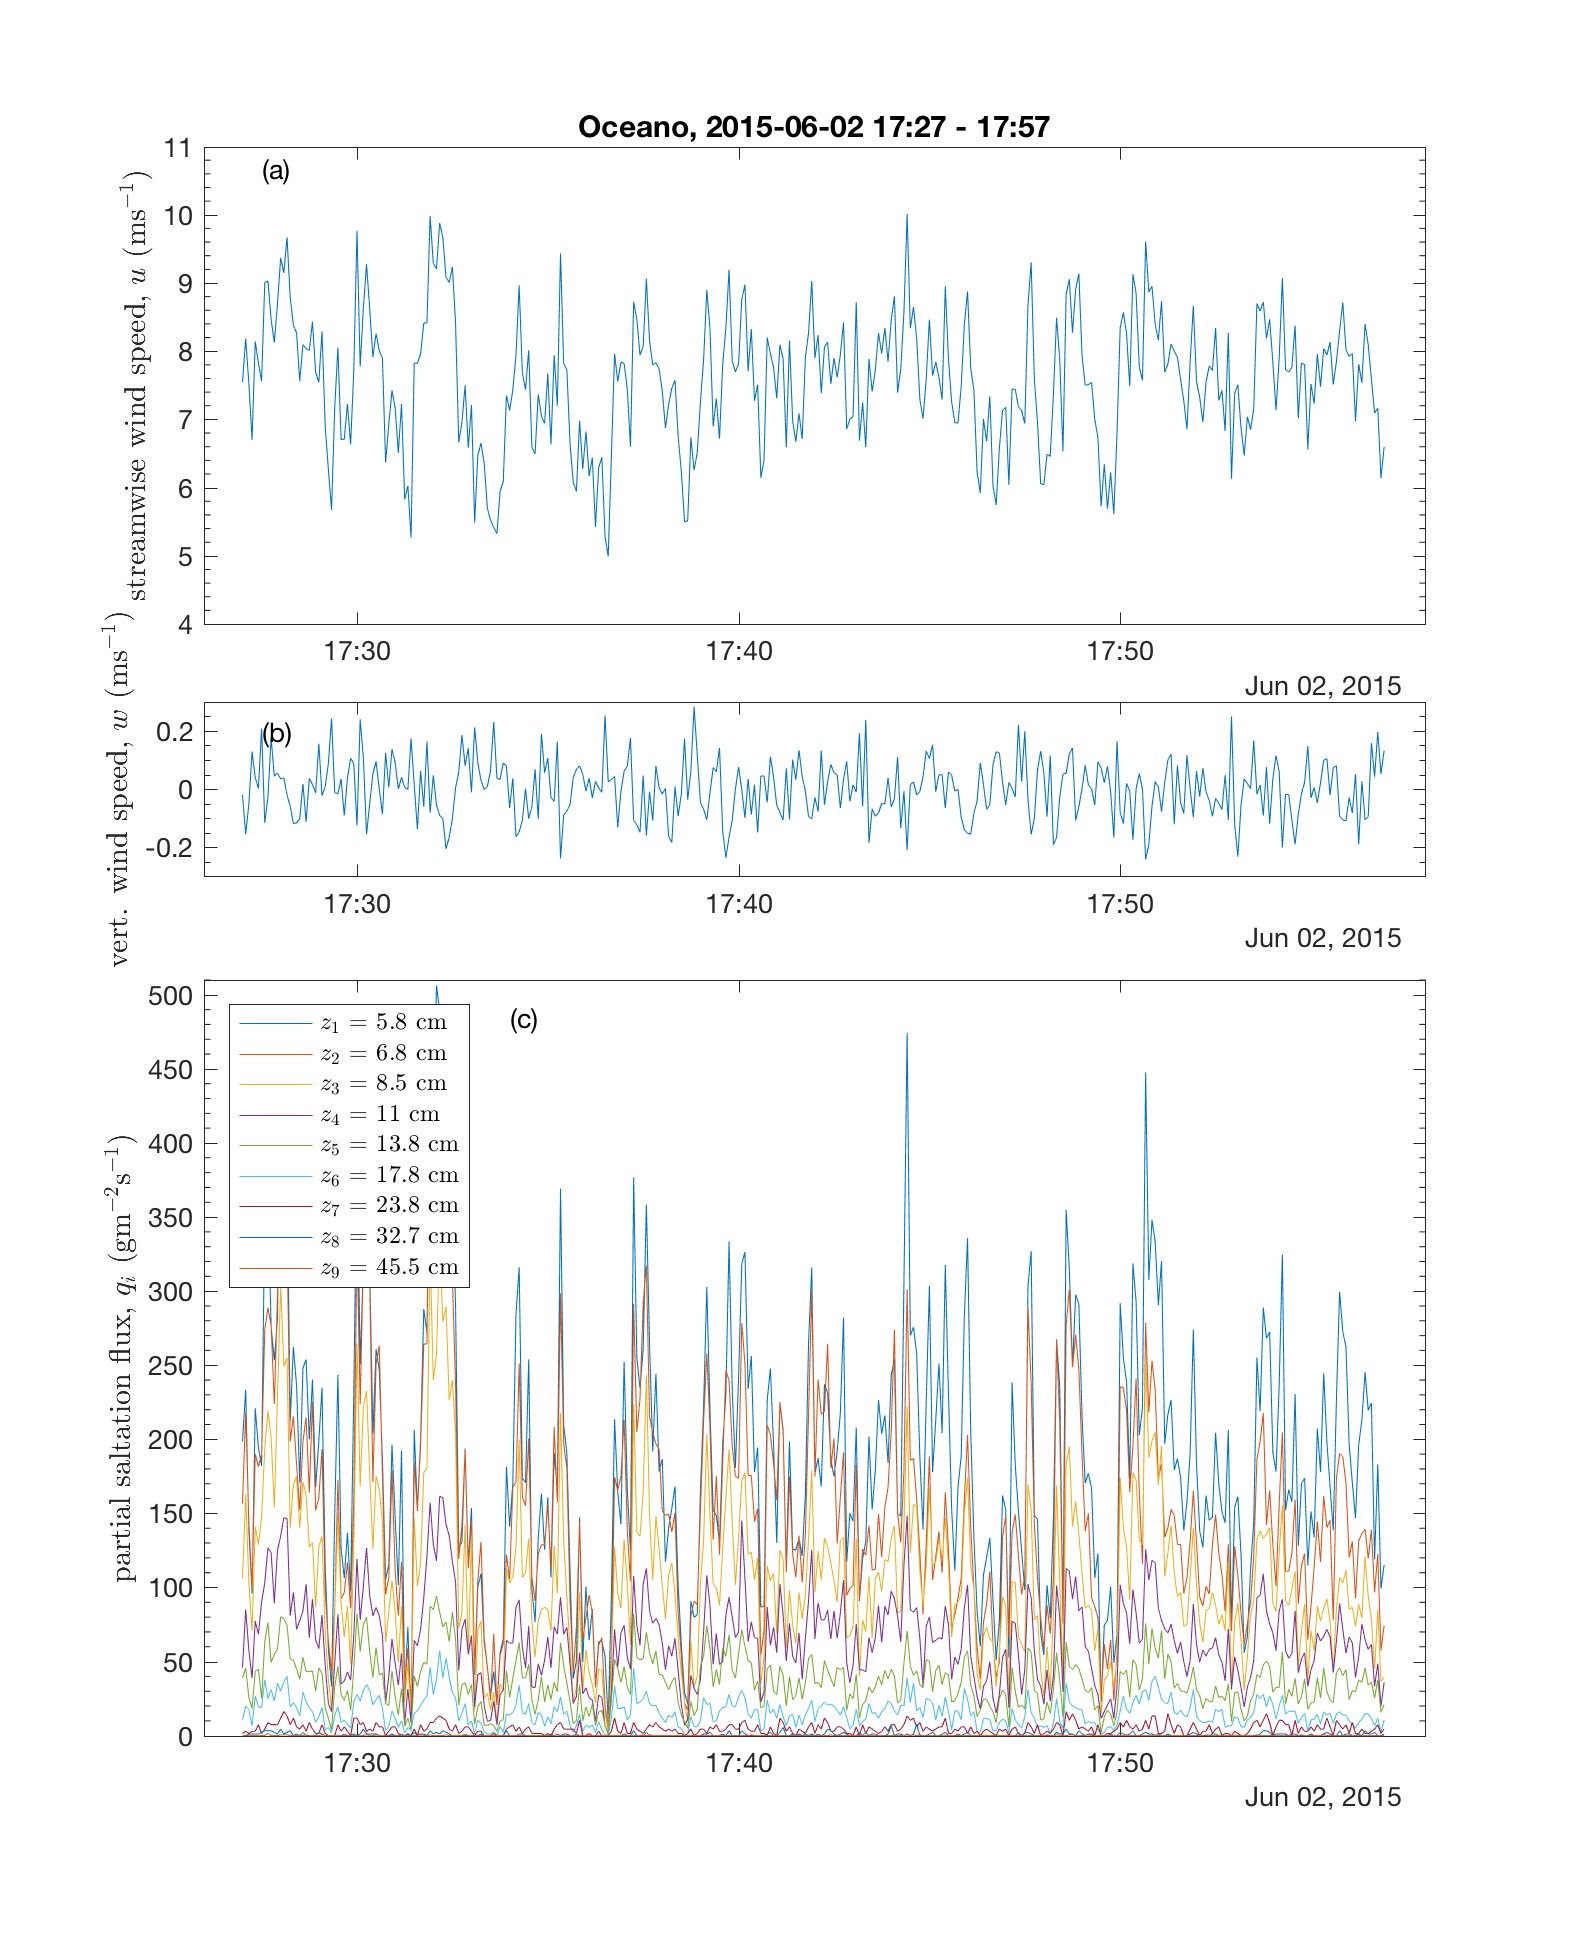 Oceano, 2015-06-02 17:27 - 17:57
(a)
streamwise wind speed, u (ms⁻¹)
11
10
9
8
7
6
5
4
17:30 17:40 17:50
Jun 02, 2015
(b)
vert. wind speed, w (ms⁻¹)
0.2
0
-0.2
17:30 17:40 17:50
Jun 02, 2015
(c)
partial saltation flux, qᵢ (gm⁻²s⁻¹)
500
450
400
350
300
250
200
150
100
50
0
z₁ = 5.8 cm
z₂ = 6.8 cm
z₃ = 8.5 cm
z₄ = 11 cm
z₅ = 13.8 cm
z₆ = 17.8 cm
z₇ = 23.8 cm
z₈ = 32.7 cm
z₉ = 45.5 cm
17:30 17:40 17:50
Jun 02, 2015